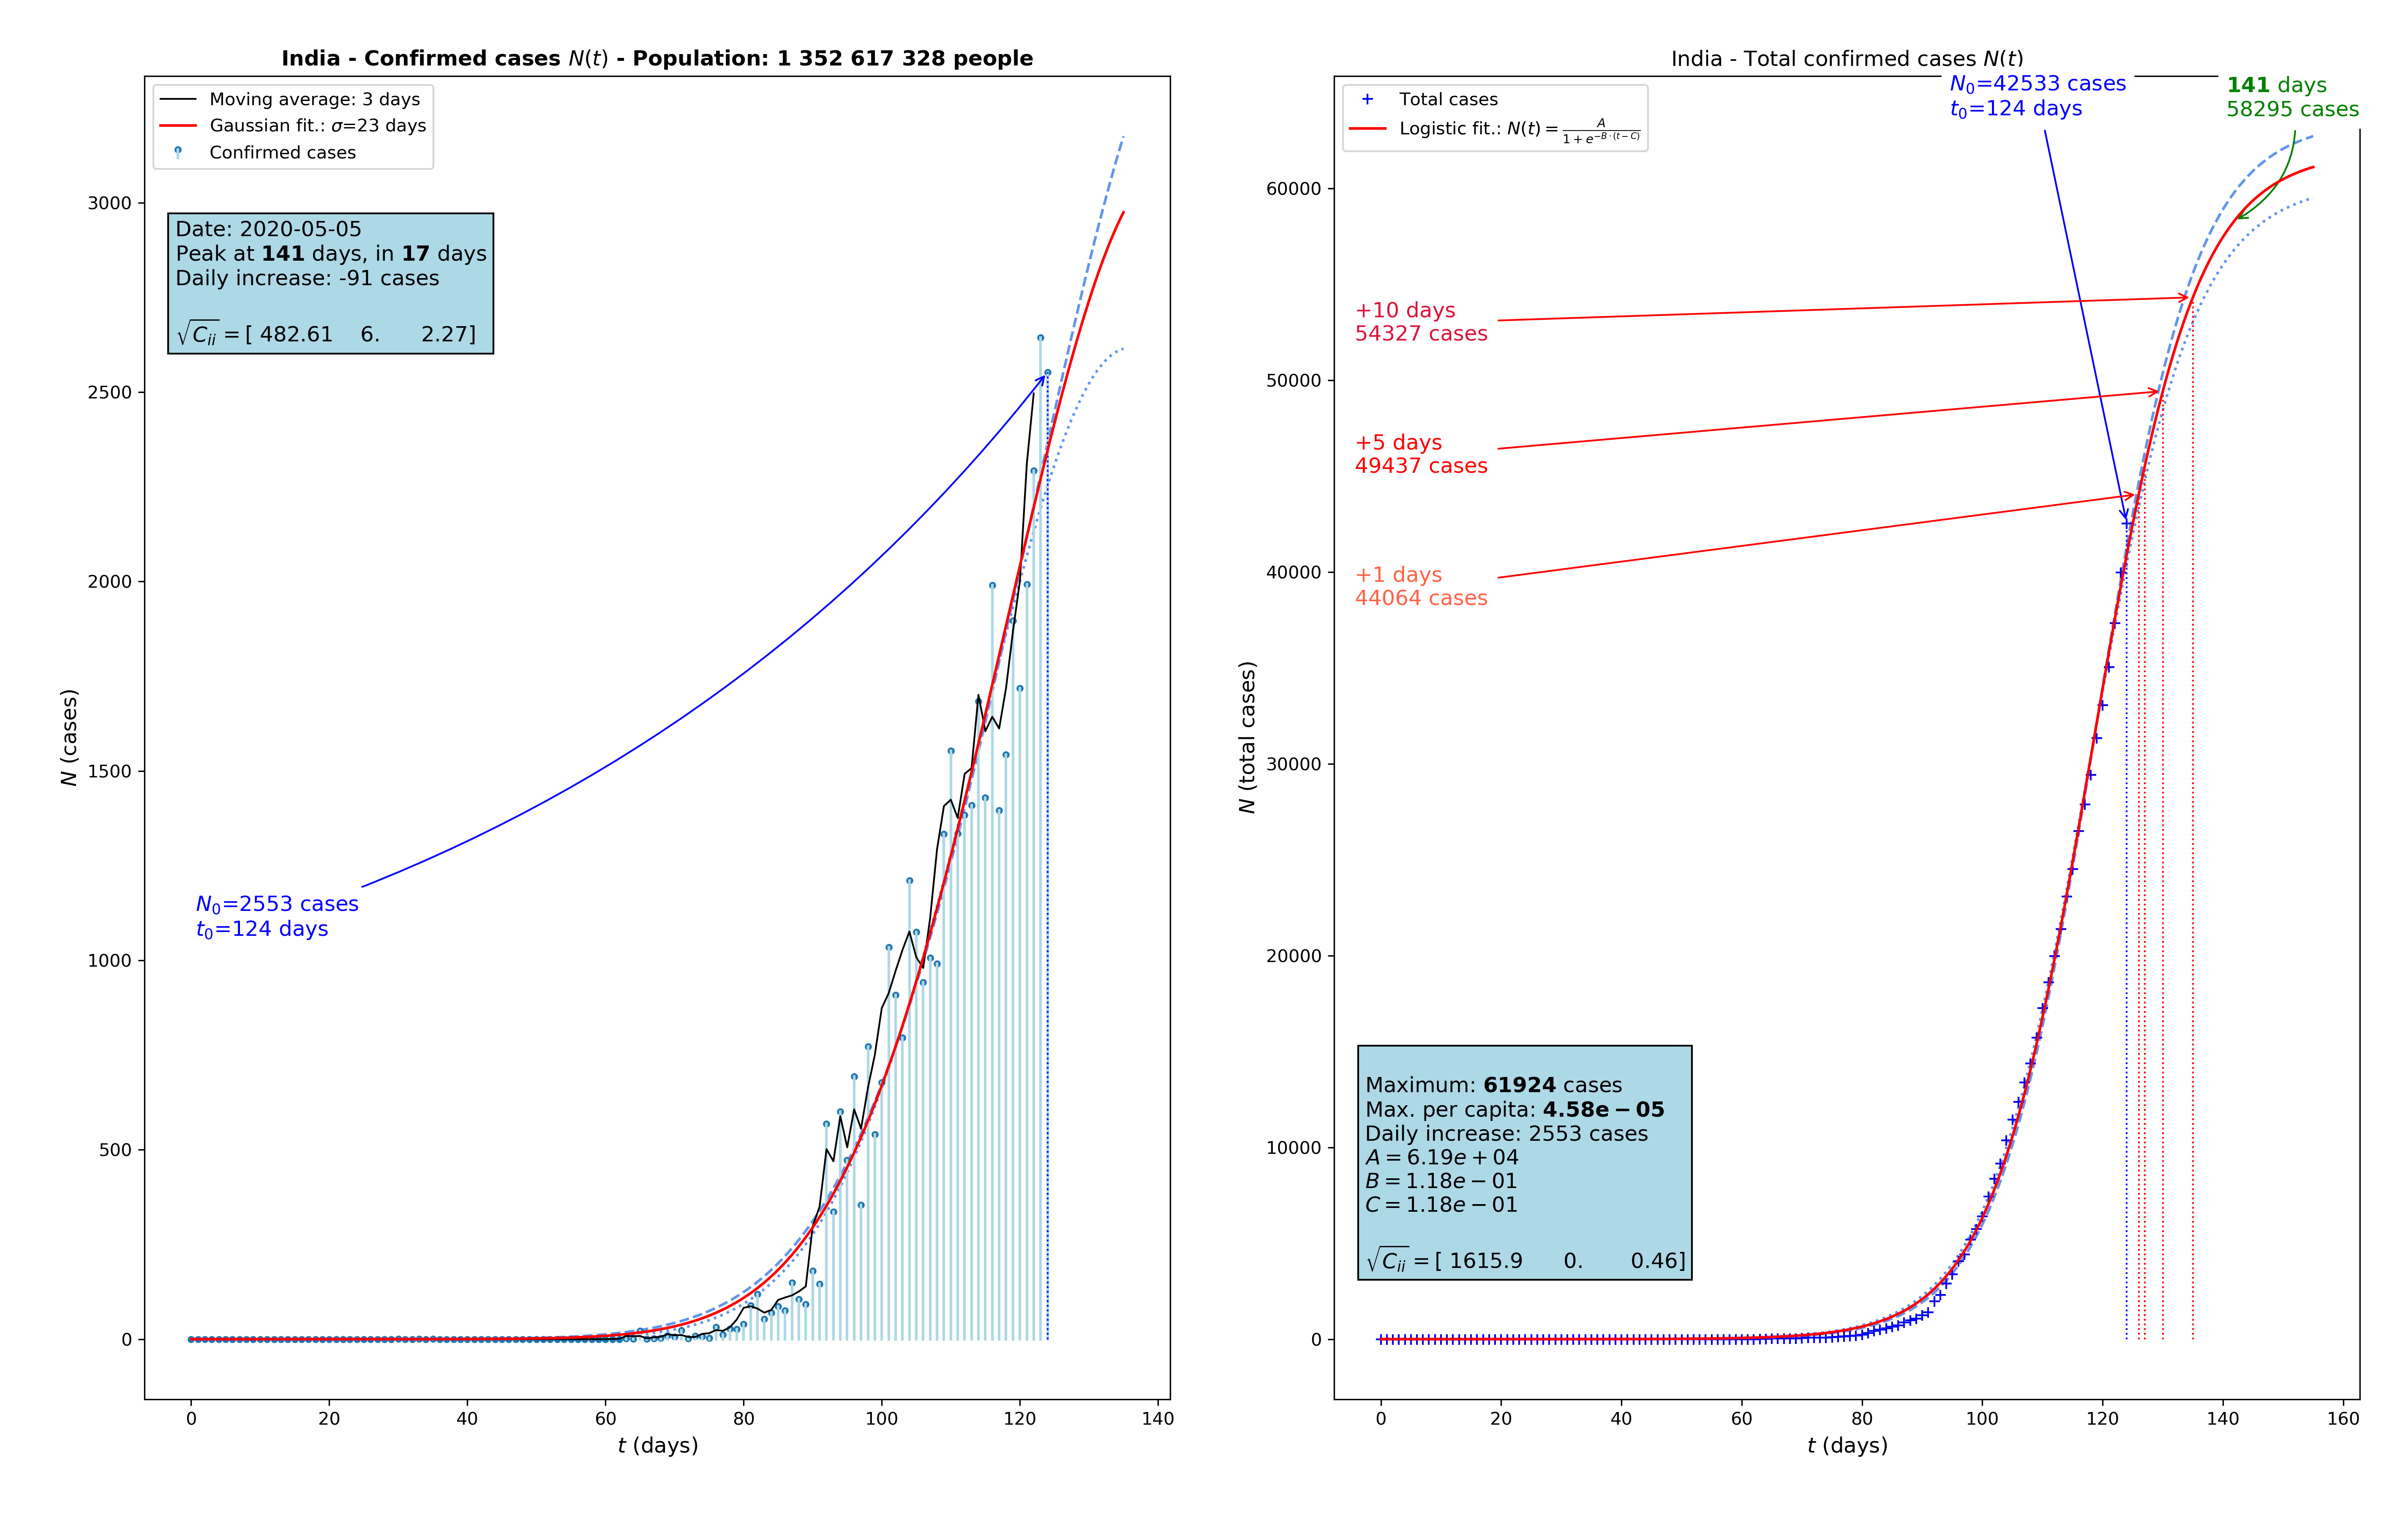 India - Confirmed cases N(t) - Population: 1 352 617 328 people
Moving average: 3 days
Gaussian fit.: σ=23 days
Confirmed cases
Date: 2020-05-05
Peak at 141 days, in 17 days
Daily increase: -91 cases
√C_ii = [ 482.61 6. 2.27]
N₀=2553 cases
t₀=124 days
3000
2500
2000
1500
1000
500
0
N (cases)
0 20 40 60 80 100 120 140
t (days)
India - Total confirmed cases N(t)
Total cases
Logistic fit.: N(t) = A / (1 + e^(−B·(t−C)))
N₀=42533 cases
t₀=124 days
141 days
58295 cases
+10 days
54327 cases
+5 days
49437 cases
+1 days
44064 cases
Maximum: 61924 cases
Max. per capita: 4.58e − 05
Daily increase: 2553 cases
A = 6.19e + 04
B = 1.18e − 01
C = 1.18e − 01
√C_ii = [ 1615.9 0. 0.46]
60000
50000
40000
30000
20000
10000
0
N (total cases)
0 20 40 60 80 100 120 140 160
t (days)